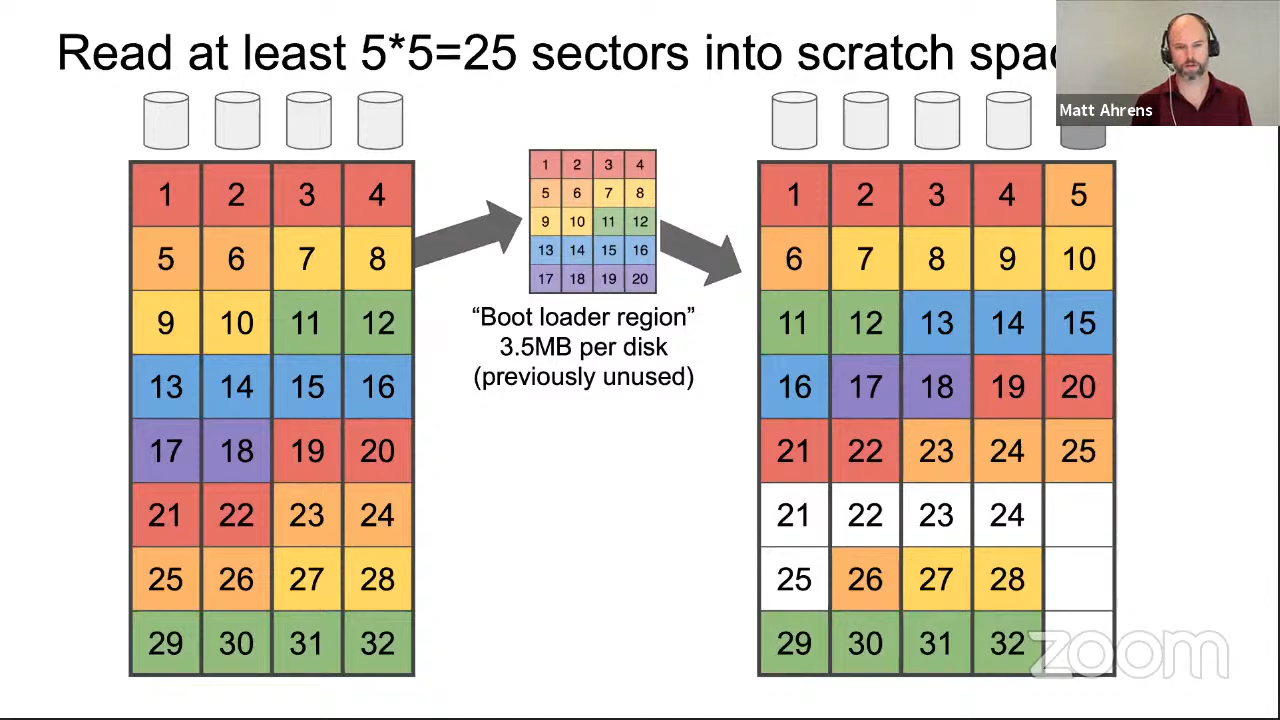 Read at least 5*5=25 sectors into scratch spac
Matt Ahrens
1 2 3 4
5 6 7 8
9 10 11 12
13 14 15 16
17 18 19 20
21 22 23 24
25 26 27 28
29 30 31 32
1 2 3 4
5 6 7 8
9 10 11 12
13 14 15 16
17 18 19 20
“Boot loader region”
3.5MB per disk
(previously unused)
1 2 3 4 5
6 7 8 9 10
11 12 13 14 15
16 17 18 19 20
21 22 23 24 25
21 22 23 24
25 26 27 28
29 30 31 32
zoom